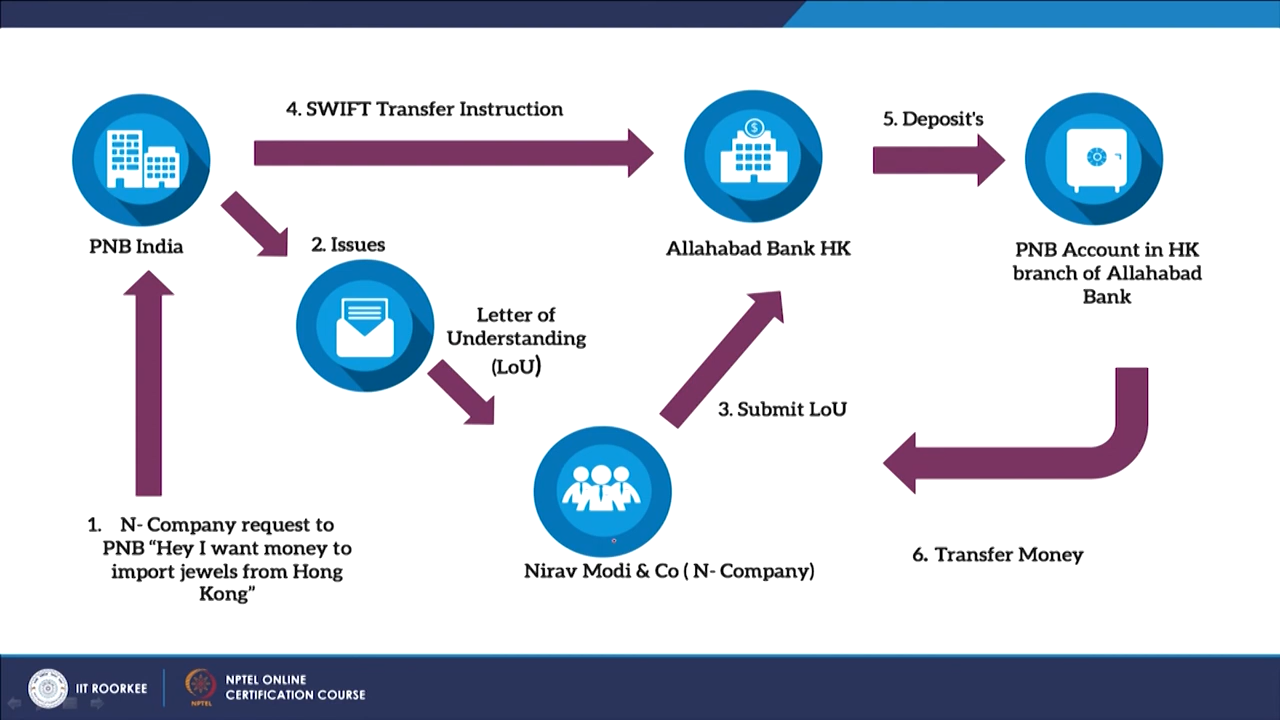 4. SWIFT Transfer Instruction
5. Deposit's
PNB India
2. Issues
Allahabad Bank HK
PNB Account in HK
branch of Allahabad
Bank
Letter of
Understanding
(LoU)
3. Submit LoU
1. N- Company request to
PNB “Hey I want money to
import jewels from Hong
Kong”
Nirav Modi & Co ( N- Company)
6. Transfer Money
$
IIT ROORKEE
NPTEL
NPTEL ONLINE
CERTIFICATION COURSE